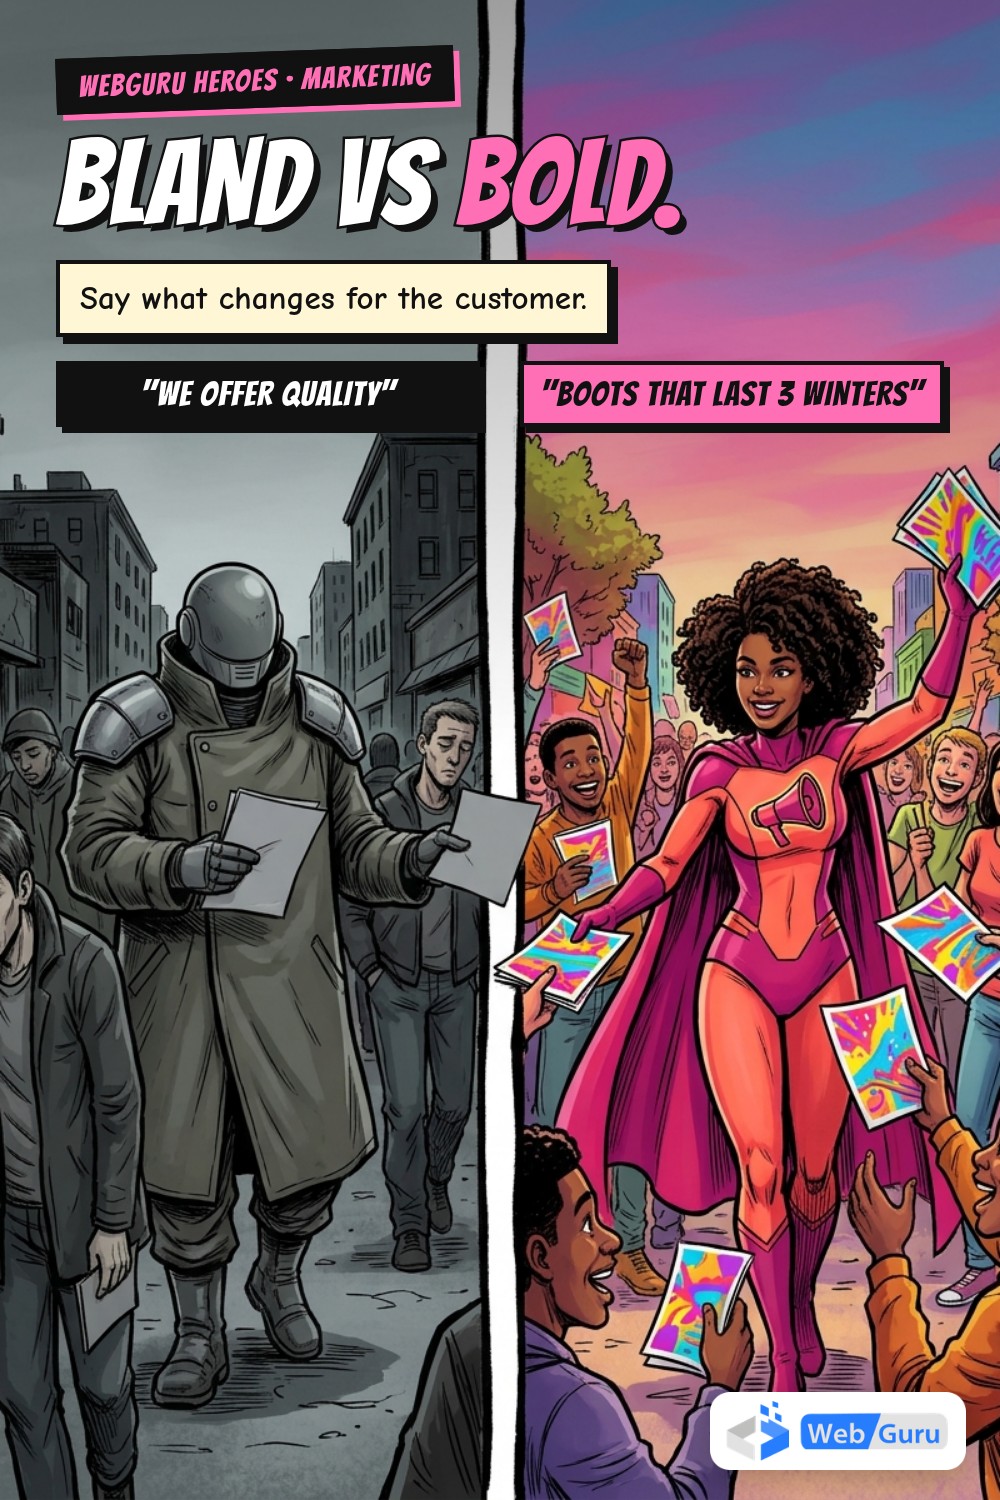 WEBGURU HEROES · MARKETING
BLAND VS BOLD.
Say what changes for the customer.
"WE OFFER QUALITY"
"BOOTS THAT LAST 3 WINTERS"
Web Guru